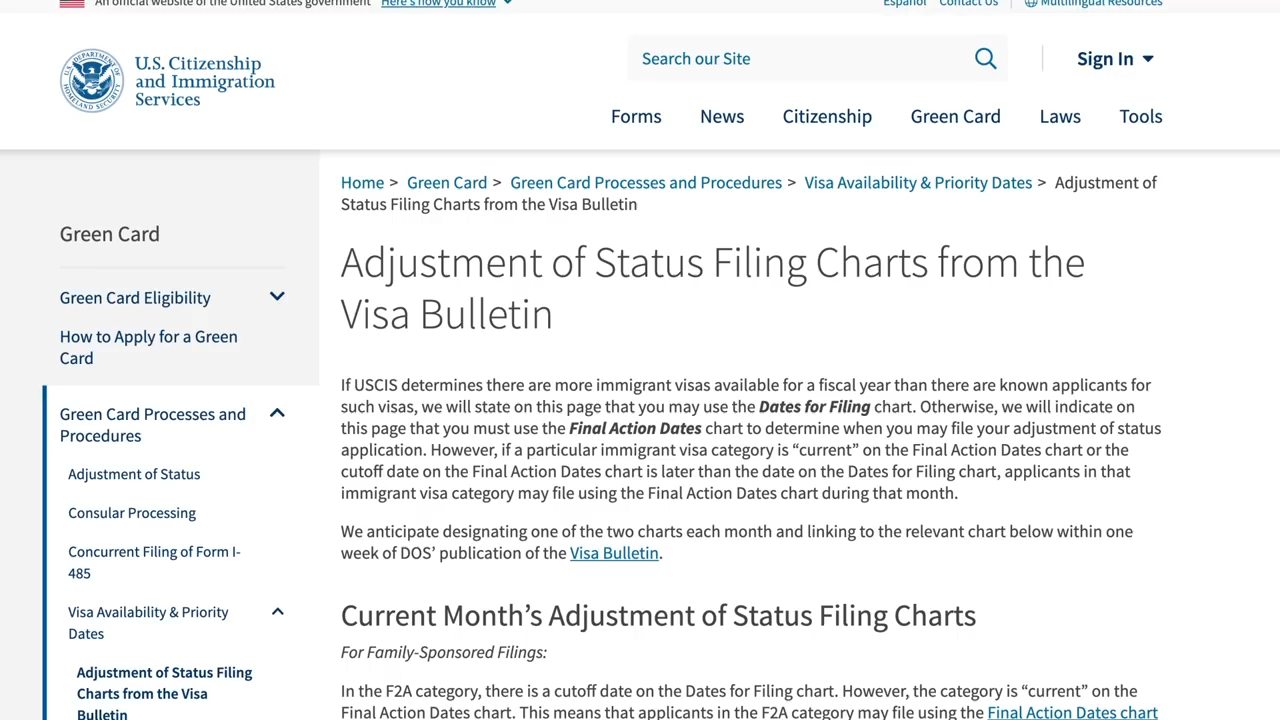 An official website of the United States government Here's how you know
Español Contact Us Multilingual Resources
U.S. Citizenship
and Immigration
Services
Search our Site
Sign In
Forms News Citizenship Green Card Laws Tools
Green Card
Green Card Eligibility
How to Apply for a Green
Card
Green Card Processes and
Procedures
Adjustment of Status
Consular Processing
Concurrent Filing of Form I-
485
Visa Availability & Priority
Dates
Adjustment of Status Filing
Charts from the Visa
Bulletin
Home > Green Card > Green Card Processes and Procedures > Visa Availability & Priority Dates > Adjustment of
Status Filing Charts from the Visa Bulletin
Adjustment of Status Filing Charts from the
Visa Bulletin
If USCIS determines there are more immigrant visas available for a fiscal year than there are known applicants for
such visas, we will state on this page that you may use the Dates for Filing chart. Otherwise, we will indicate on
this page that you must use the Final Action Dates chart to determine when you may file your adjustment of status
application. However, if a particular immigrant visa category is “current” on the Final Action Dates chart or the
cutoff date on the Final Action Dates chart is later than the date on the Dates for Filing chart, applicants in that
immigrant visa category may file using the Final Action Dates chart during that month.
We anticipate designating one of the two charts each month and linking to the relevant chart below within one
week of DOS’ publication of the Visa Bulletin.
Current Month’s Adjustment of Status Filing Charts
For Family-Sponsored Filings:
In the F2A category, there is a cutoff date on the Dates for Filing chart. However, the category is “current” on the
Final Action Dates chart. This means that applicants in the F2A category may file using the Final Action Dates chart